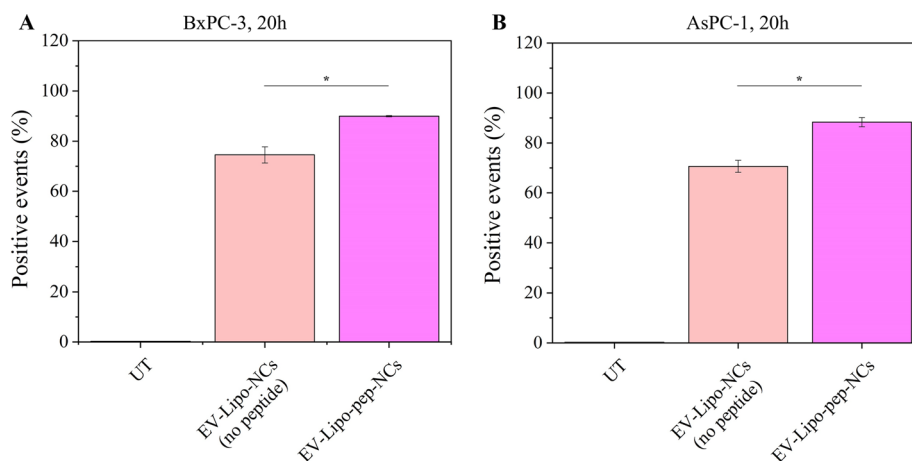 A
BxPC-3, 20h
Positive events (%)
120
100
80
60
40
20
0
*
UT
EV-Lipo-NCs
(no peptide)
EV-Lipo-pep-NCs
B
AsPC-1, 20h
Positive events (%)
120
100
80
60
40
20
0
*
UT
EV-Lipo-NCs
(no peptide)
EV-Lipo-pep-NCs